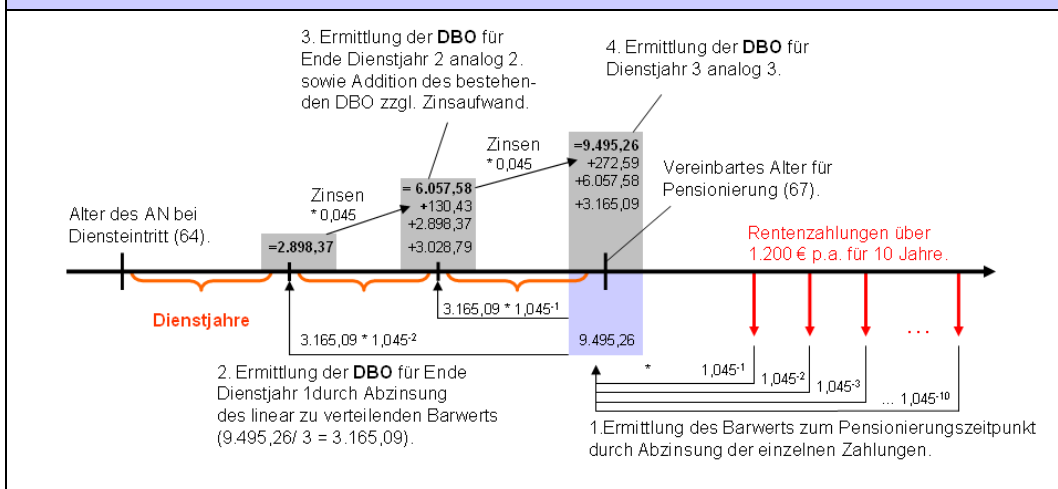 3. Ermittlung der DBO für
Ende Dienstjahr 2 analog 2.
sowie Addition des bestehen-
den DBO zzgl. Zinsaufwand.
4. Ermittlung der DBO für
Dienstjahr 3 analog 3.
Zinsen
* 0,045
=9.495,26
+272,59
+6.057,58
+3.165,09
Vereinbartes Alter für
Pensionierung (67).
Zinsen
*0,045
= 6.057,58
+130,43
+2.898,37
+3.028,79
Alter des AN bei
Diensteintritt (64).
=2.898,37
Rentenzahlungen über
1.200 € p.a. für 10 Jahre.
Dienstjahre
3.165,09 * 1,045-1
3.165,09 * 1,045-2
9.495,26
...
* 1,045-1
1,045-2
1,045-3
... 1,045-10
2. Ermittlung der DBO für Ende
Dienstjahr 1durch Abzinsung
des linear zu verteilenden Barwerts
(9.495,26/ 3 = 3.165,09).
1.Ermittlung des Barwerts zum Pensionierungszeitpunkt
durch Abzinsung der einzelnen Zahlungen.